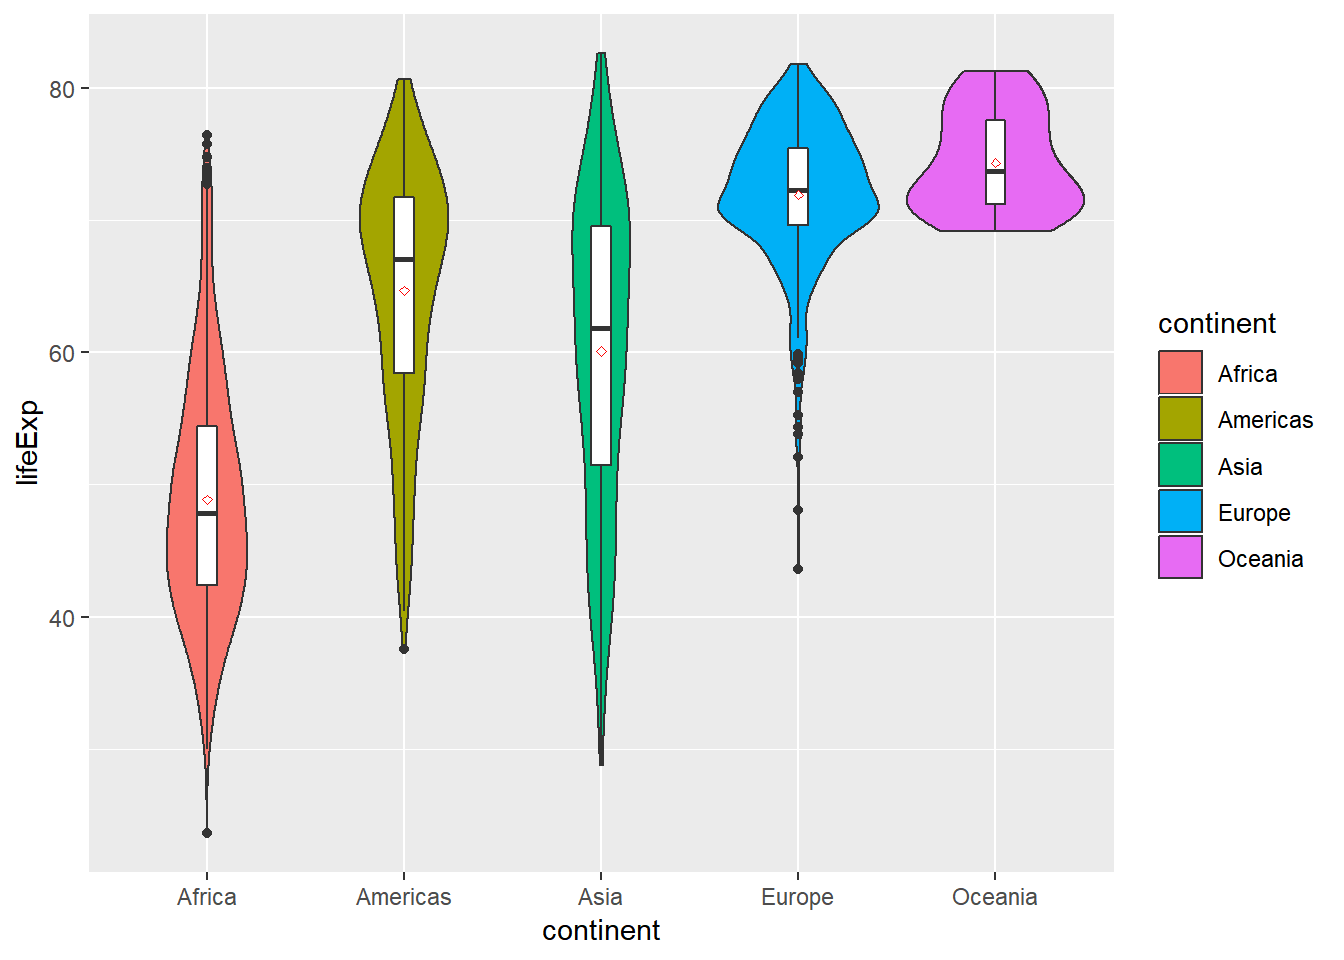 80
60
40
lifeExp
Africa
Americas
Asia
Europe
Oceania
continent
continent
Africa
Americas
Asia
Europe
Oceania